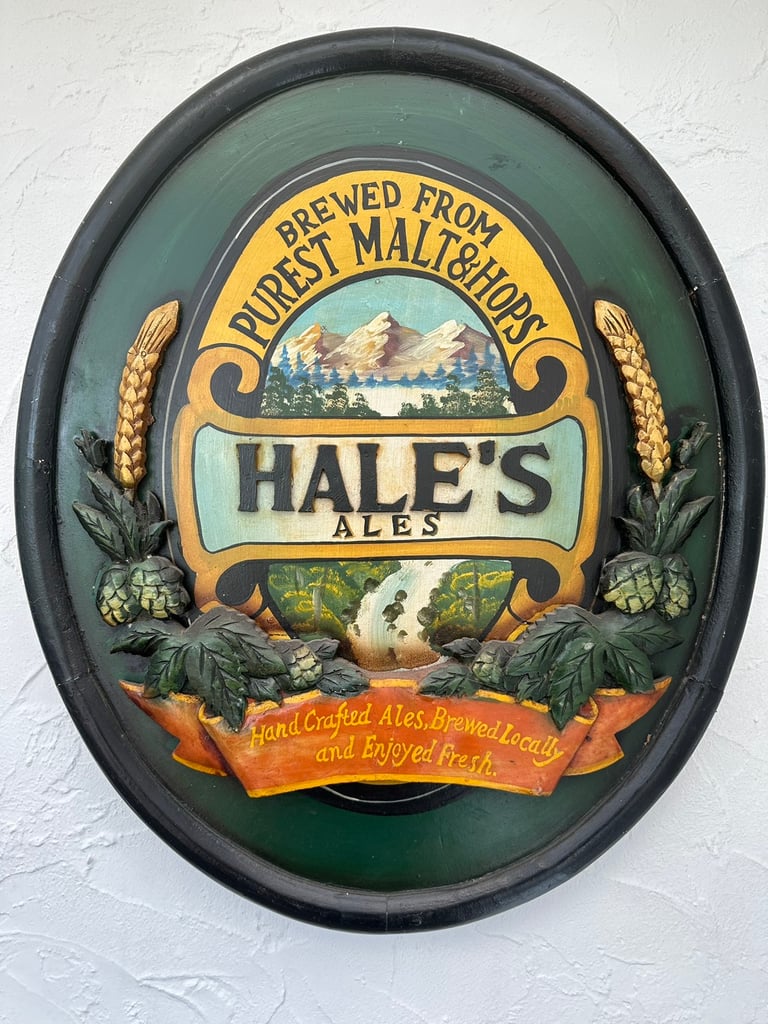 BREWED FROM
PUREST MALT & HOPS
HALE'S
ALES
Hand Crafted Ales, Brewed Locally
and Enjoyed Fresh.